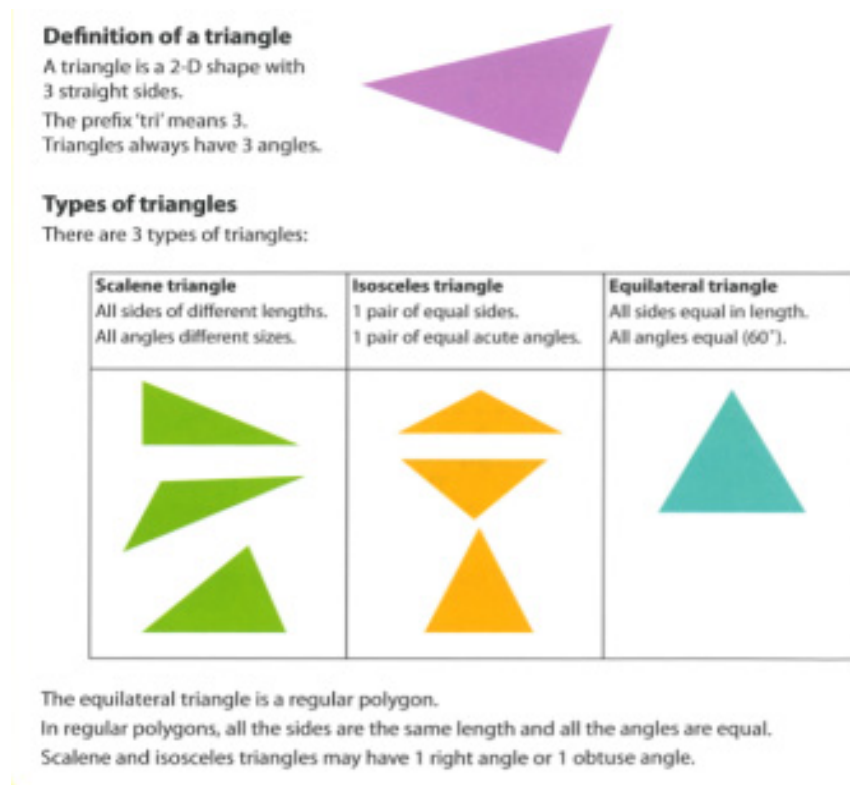 Definition of a triangle
A triangle is a 2-D shape with
3 straight sides.
The prefix 'tri' means 3.
Triangles always have 3 angles.
Types of triangles
There are 3 types of triangles:
Scalene triangle
All sides of different lengths.
All angles different sizes.
Isosceles triangle
1 pair of equal sides.
1 pair of equal acute angles.
Equilateral triangle
All sides equal in length.
All angles equal (60°).
The equilateral triangle is a regular polygon.
In regular polygons, all the sides are the same length and all the angles are equal.
Scalene and isosceles triangles may have 1 right angle or 1 obtuse angle.